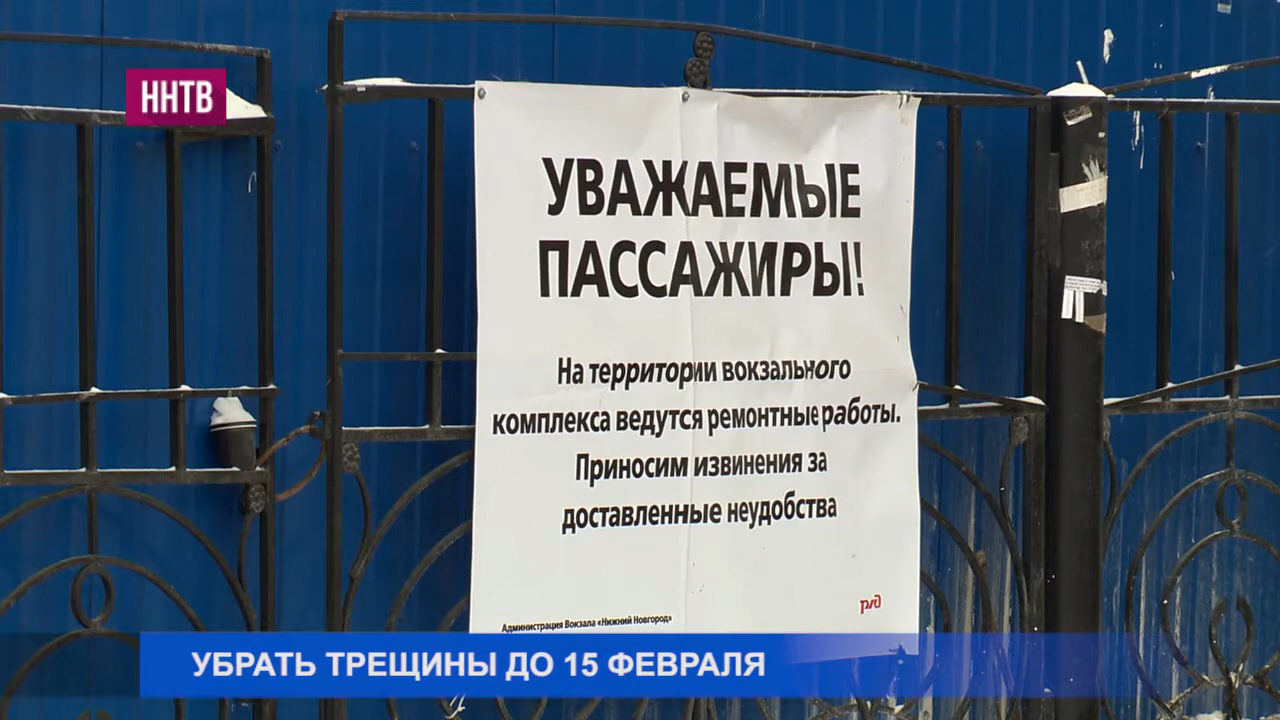 ННТВ
УВАЖАЕМЫЕ
ПАССАЖИРЫ!
На территории вокзального
комплекса ведутся ремонтные работы.
Приносим извинения за
доставленные неудобства
Администрация Вокзала «Нижний Новгород»
ржд
УБРАТЬ ТРЕЩИНЫ ДО 15 ФЕВРАЛЯ